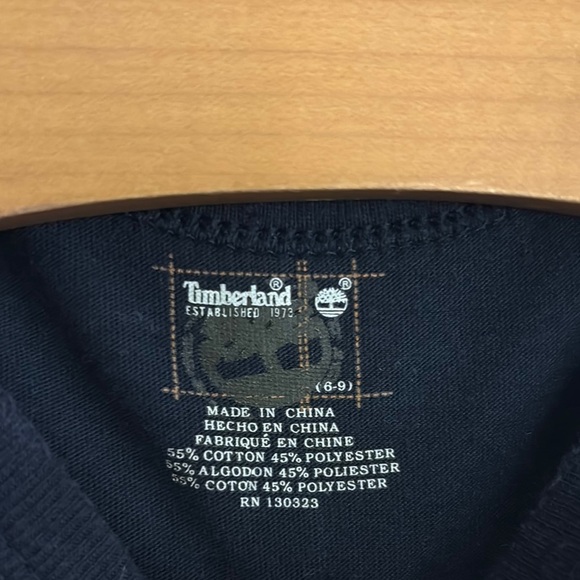 Timberland ®
ESTABLISHED 1973
®
(6-9)
MADE IN CHINA
HECHO EN CHINA
FABRIQUÉ EN CHINE
55% COTTON 45% POLYESTER
55% ALGODON 45% POLIESTER
55% COTON 45% POLYESTER
RN 130323